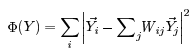 Φ(Y) = ∑_i |Y⃗_i − ∑_j W_ij Y⃗_j|²